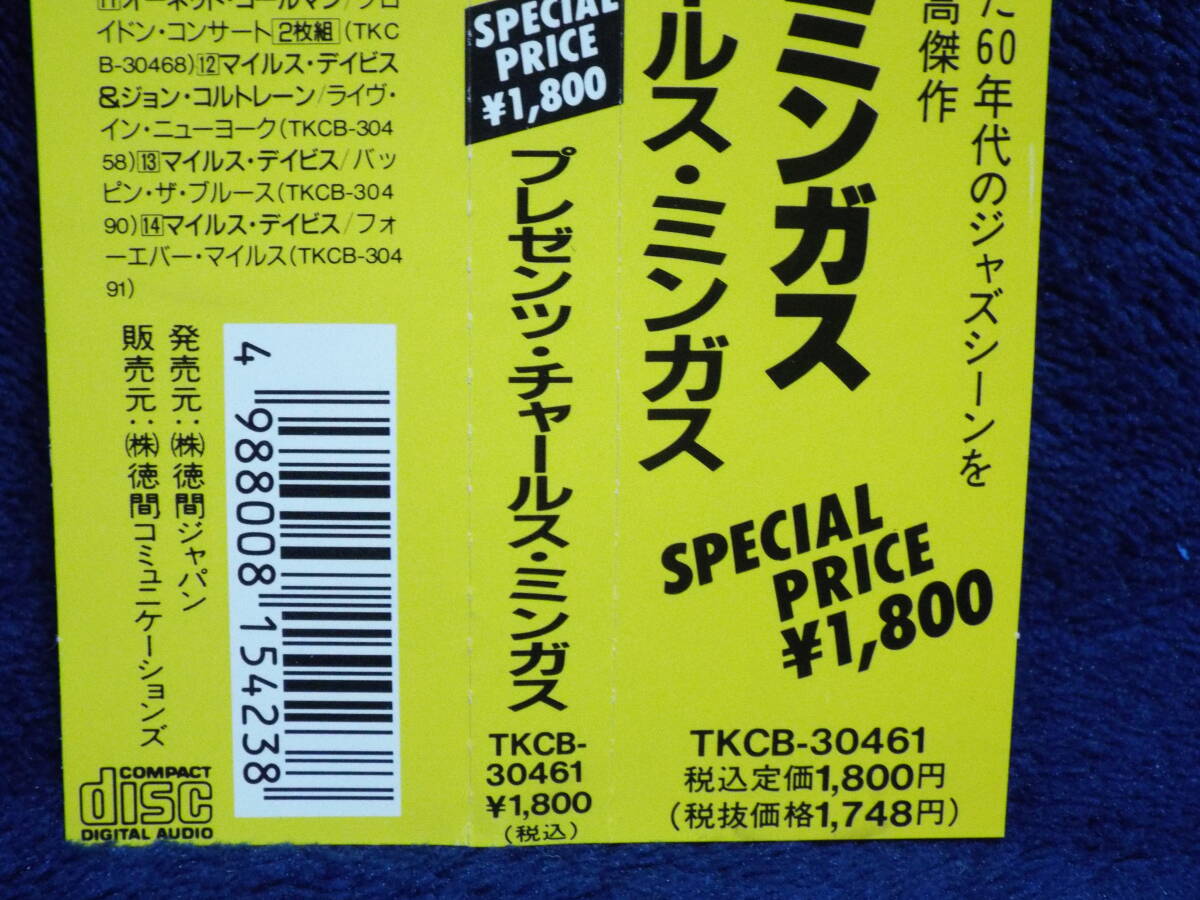 ⑪オーネット・コールマン/クロ
イドン・コンサート2枚組(TKC
B-30468)⑫マイルス・デイビス
&ジョン・コルトレーン/ライヴ・
イン・ニューヨーク(TKCB-304
58)⑬マイルス・デイビス/バッ
ピン・ザ・ブルース(TKCB-304
90)⑭マイルス・デイビス/フォ
ーエバー・マイルス(TKCB-304
91)
発売元:㈱徳間ジャパン
販売元:㈱徳間コミュニケーションズ
4 988008 154238
COMPACT
disc
DIGITAL AUDIO
SPECIAL
PRICE
¥1,800
プレゼンツ・チャールス・ミンガス
TKCB-
30461
¥1,800
(税込)
た60年代のジャズシーンを
高傑作
ミンガス
ルス・ミンガス
SPECIAL
PRICE
¥1,800
TKCB-30461
税込定価1,800円
(税抜価格1,748円)